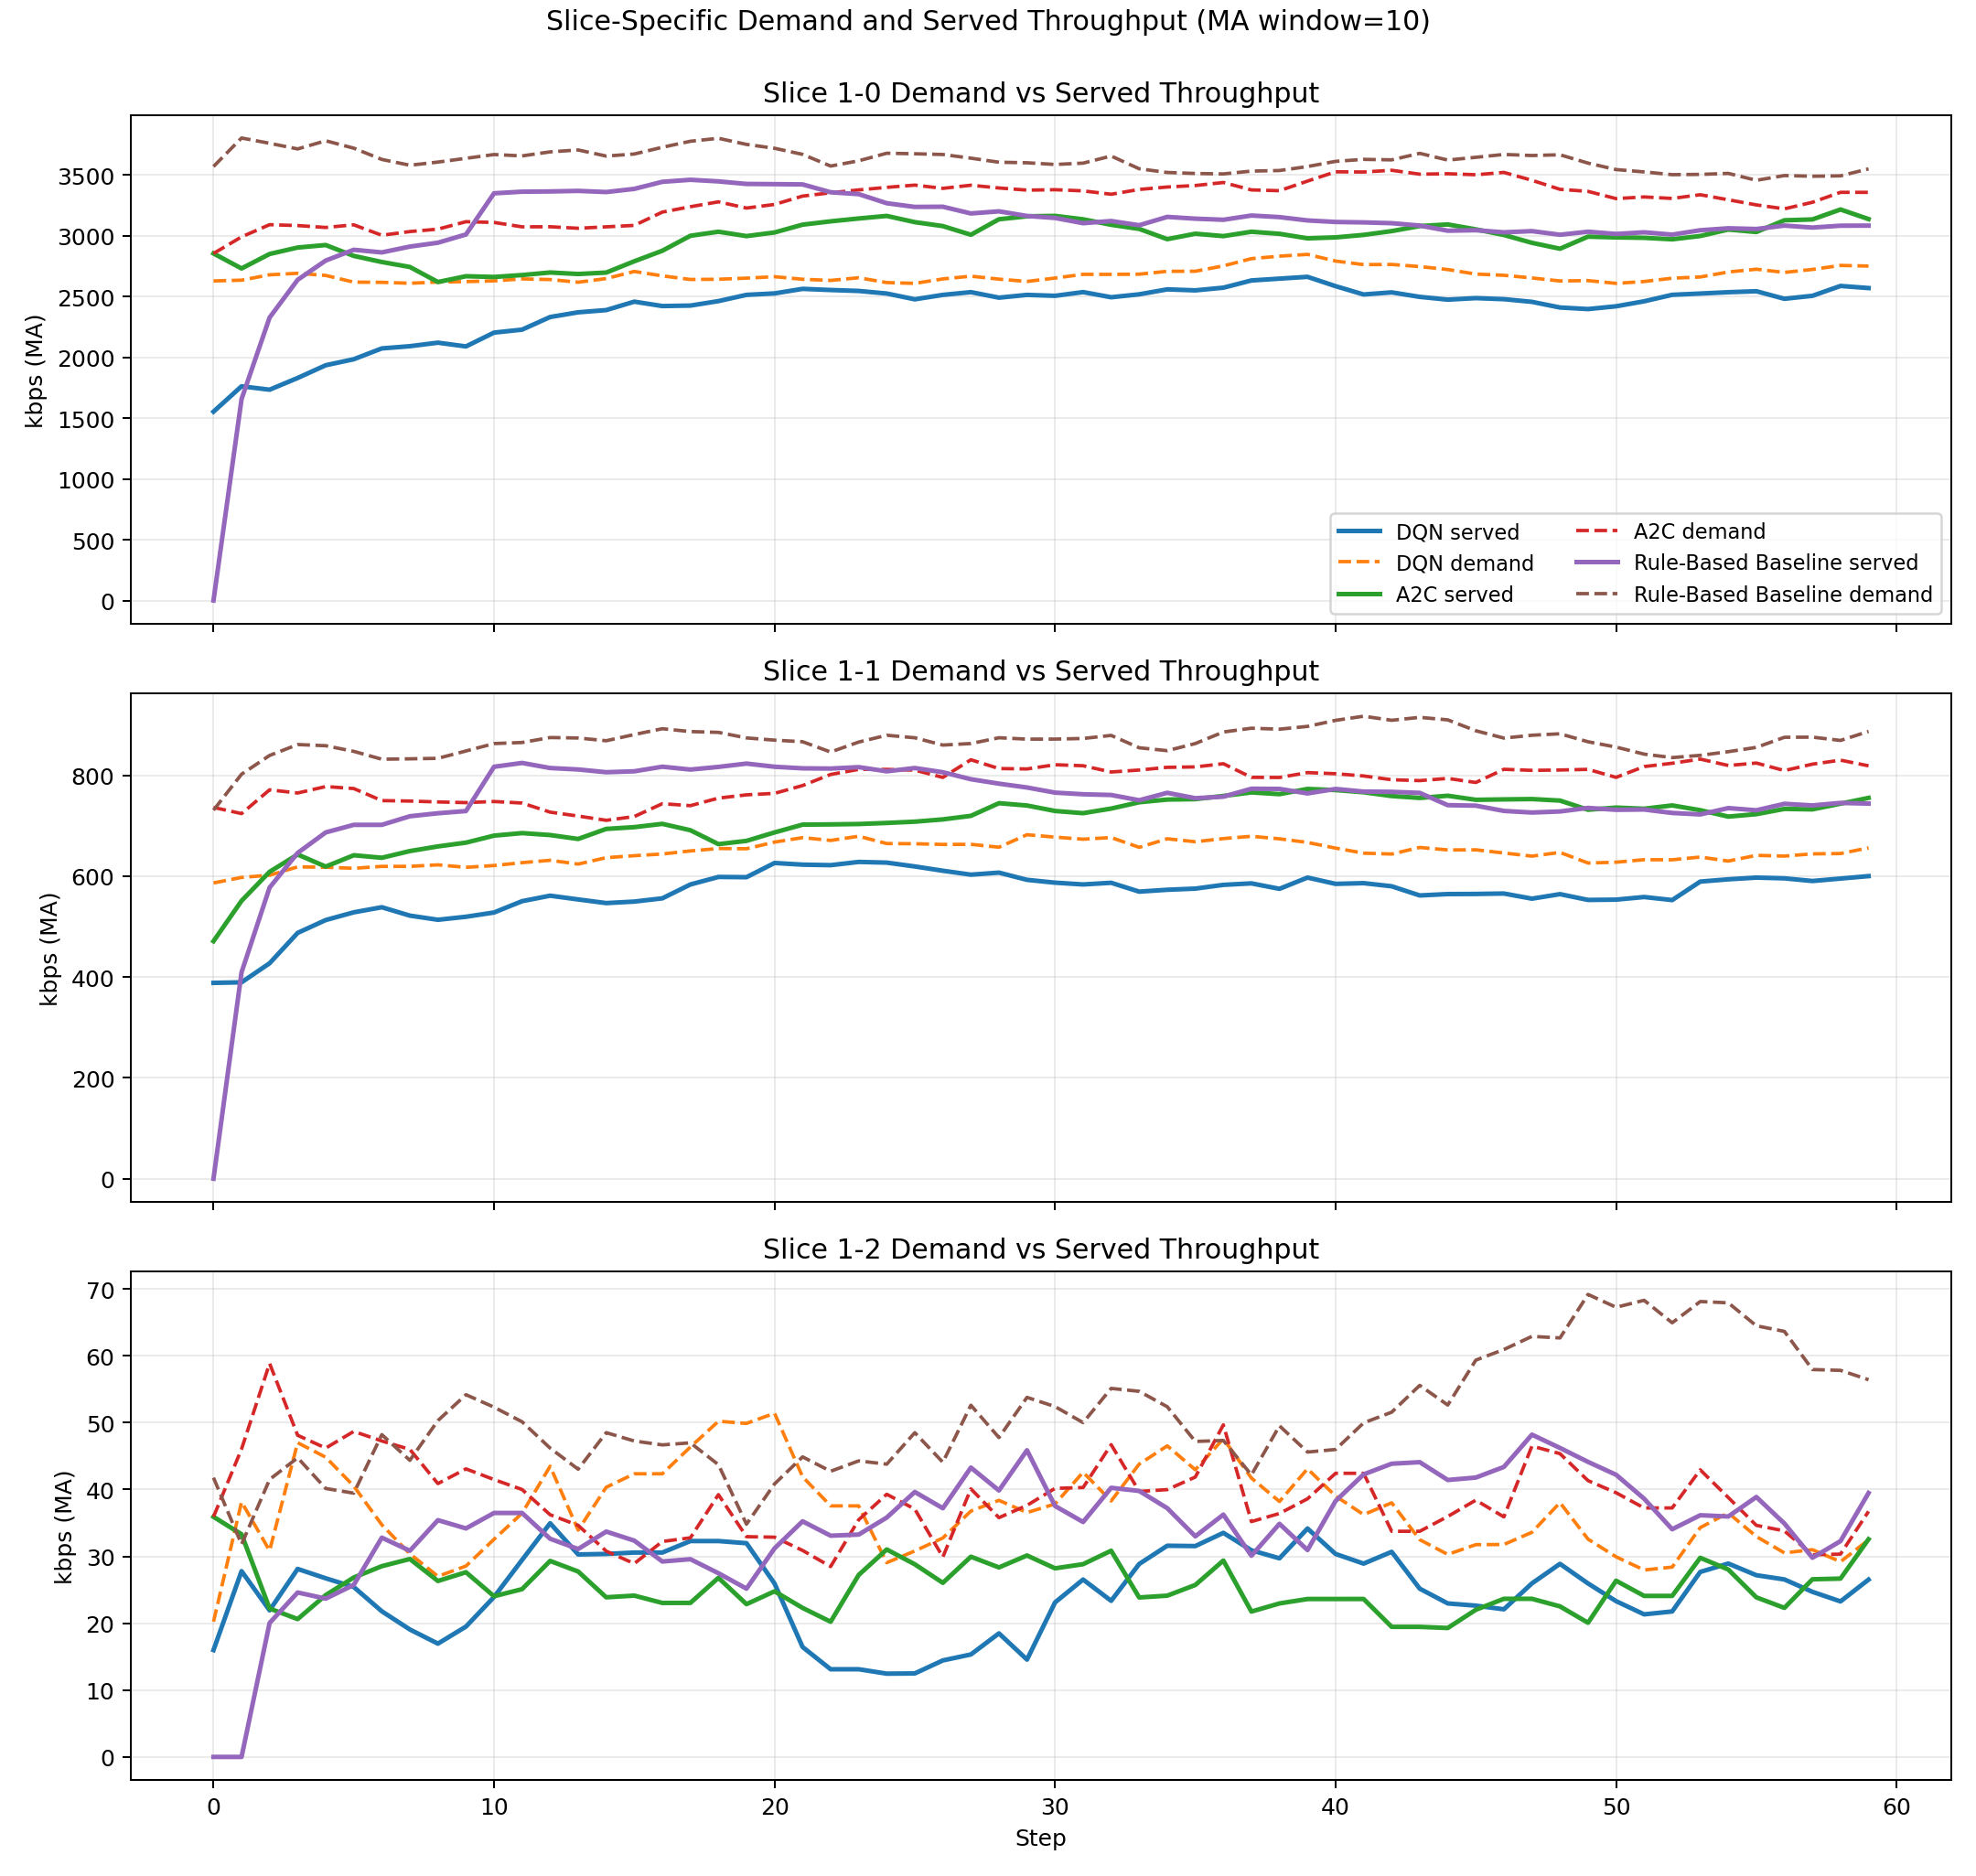 Slice-Specific Demand and Served Throughput (MA window=10)
Slice 1-0 Demand vs Served Throughput
kbps (MA)
3500
3000
2500
2000
1500
1000
500
0
DQN served
DQN demand
A2C served
A2C demand
Rule-Based Baseline served
Rule-Based Baseline demand
Slice 1-1 Demand vs Served Throughput
kbps (MA)
800
600
400
200
0
Slice 1-2 Demand vs Served Throughput
kbps (MA)
70
60
50
40
30
20
10
0
0 10 20 30 40 50 60
Step